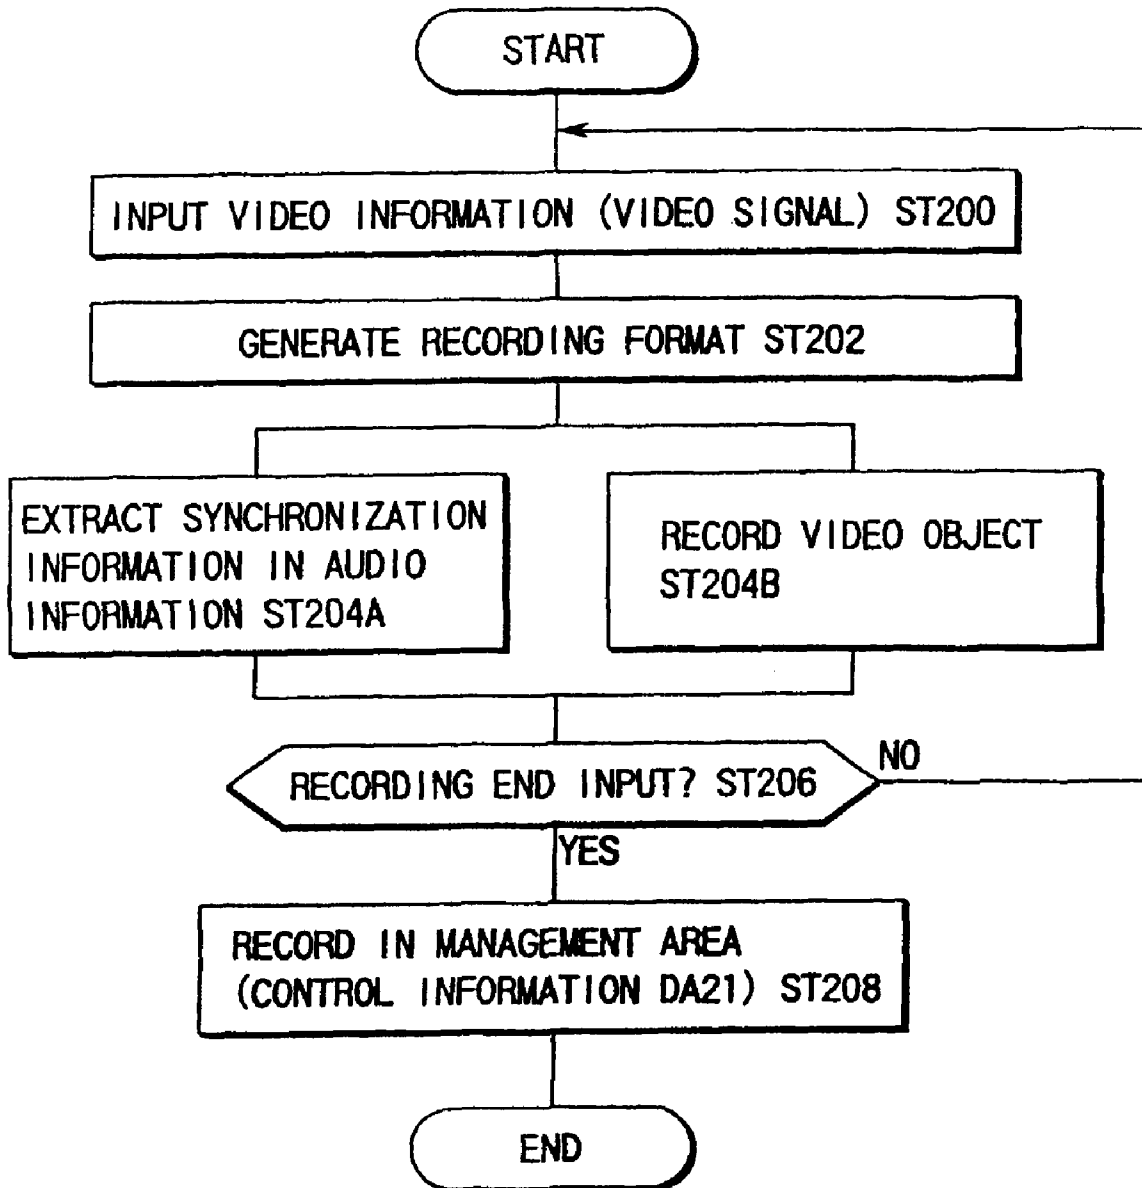 START
INPUT VIDEO INFORMATION (VIDEO SIGNAL) ST200
GENERATE RECORDING FORMAT ST202
EXTRACT SYNCHRONIZATION
INFORMATION IN AUDIO
INFORMATION ST204A
RECORD VIDEO OBJECT
ST204B
RECORDING END INPUT? ST206
NO
YES
RECORD IN MANAGEMENT AREA
(CONTROL INFORMATION DA21) ST208
END